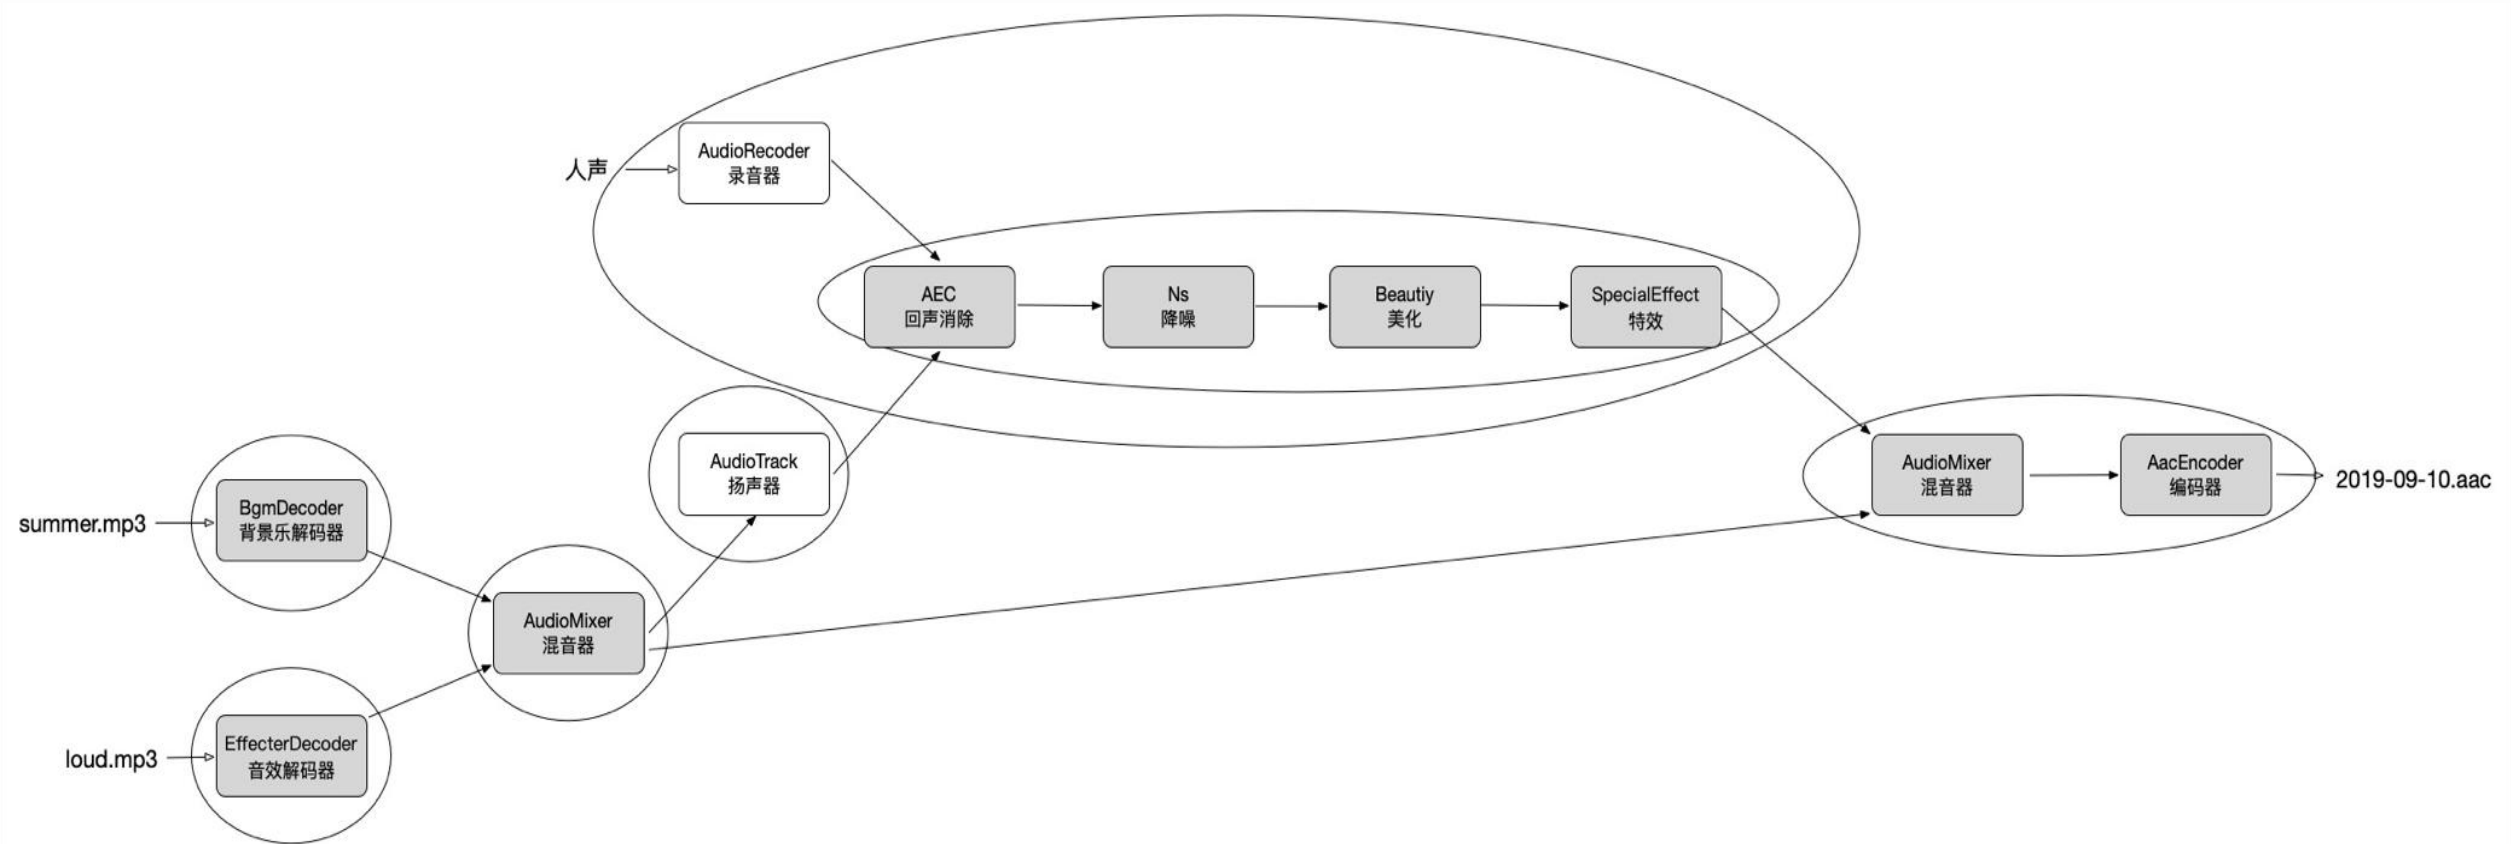 人声
AudioRecoder
录音器
AEC
回声消除
Ns
降噪
Beautiy
美化
SpecialEffect
特效
AudioTrack
扬声器
AudioMixer
混音器
AacEncoder
编码器
2019-09-10.aac
summer.mp3
BgmDecoder
背景乐解码器
AudioMixer
混音器
loud.mp3
EffecterDecoder
音效解码器